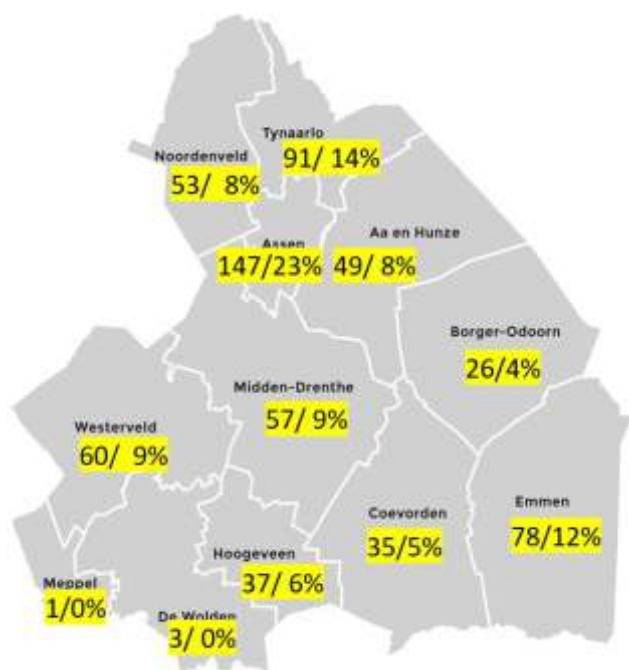 Tynaarlo
91/ 14%
Noordenveld
53/ 8%
Aa en Hunze
49/ 8%
Assen
147/23%
Borger-Odoorn
26/4%
Midden-Drenthe
57/ 9%
Westerveld
60/ 9%
Emmen
78/12%
Coevorden
35/5%
Hoogeveen
37/ 6%
Meppel
1/0%
De Wolden
3/ 0%